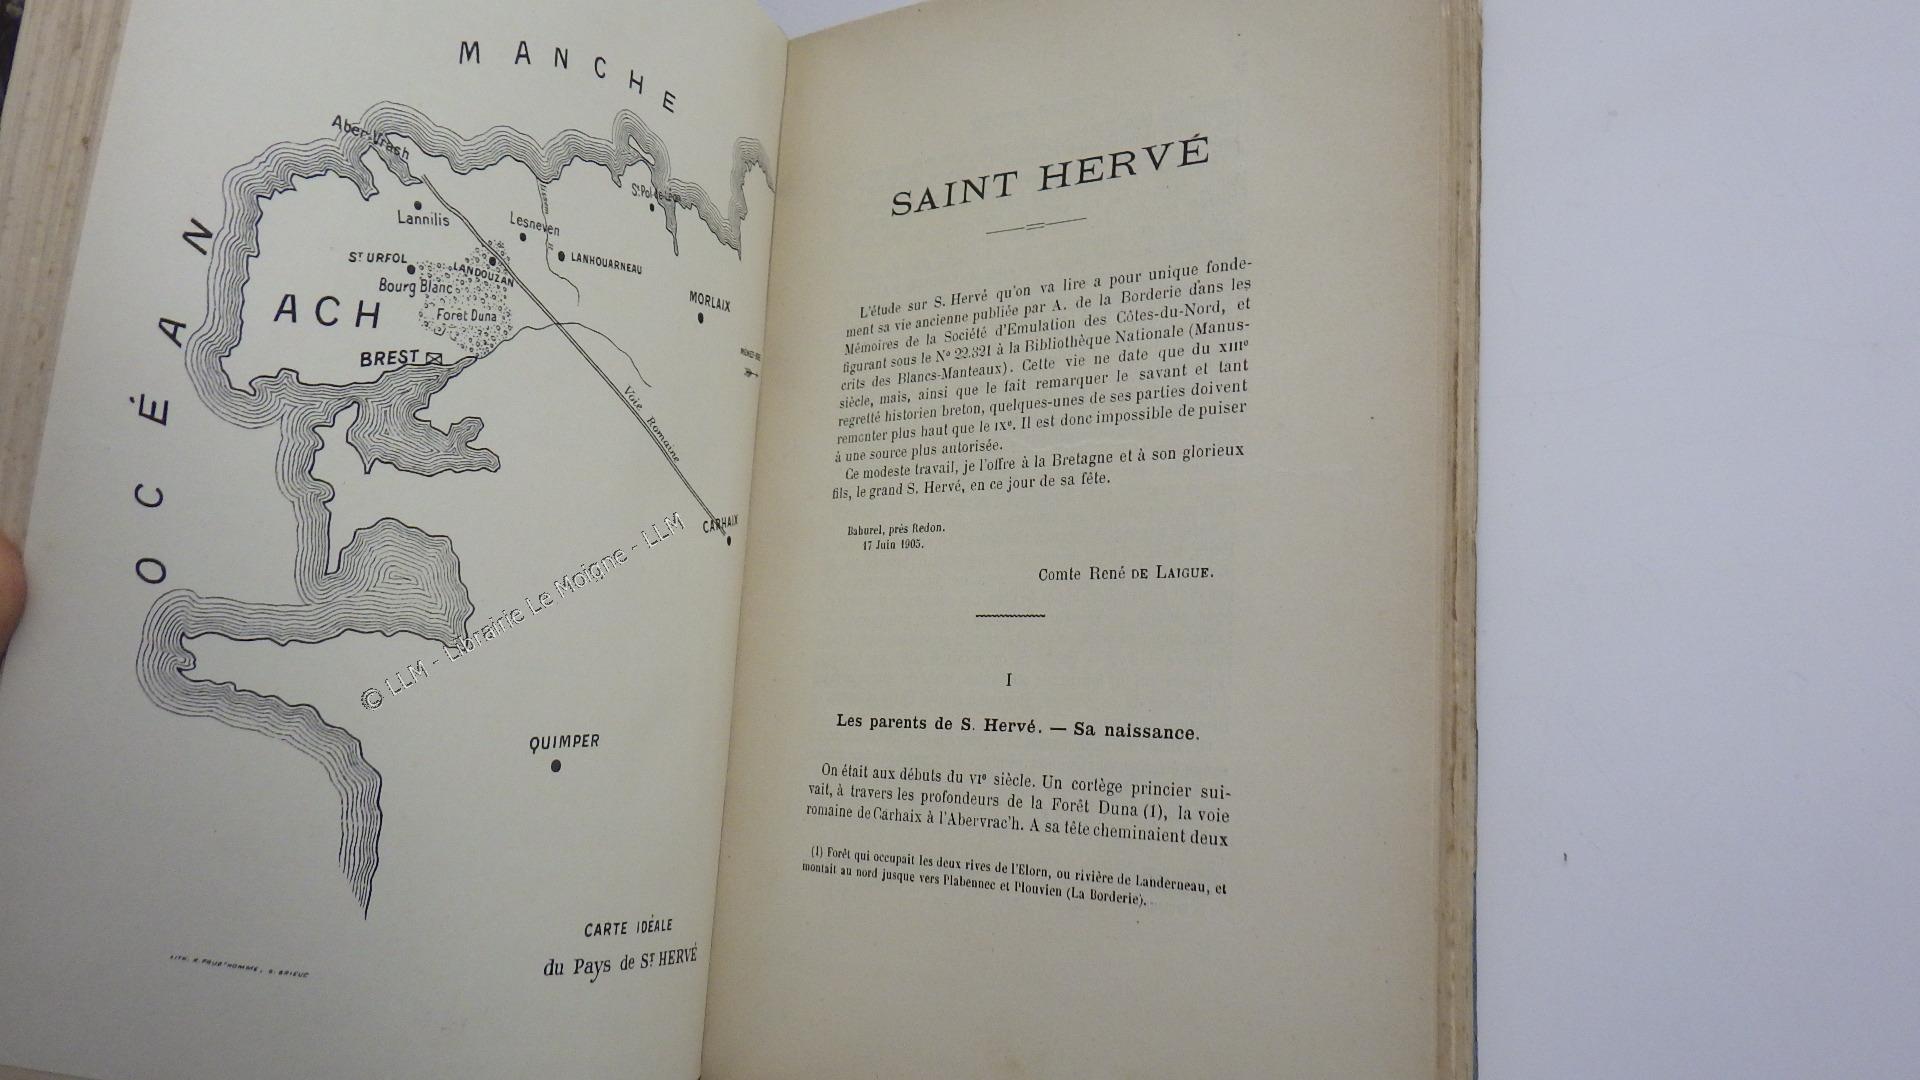 MANCHE
OCÉAN
Aber-Vrach
Lannilis
Lesneven
St Pol-de-Léon
ST URFOL
LANDOUZAN
LANHOUARNEAU
Bourg Blanc
ACH
Forêt Duna
MORLAIX
BREST
Voie Romaine
CARHAIX
QUIMPER
CARTE IDÉALE
du Pays de ST HERVÉ
LITH. R. PRUD'HOMME, S. BRIEUC
© LLM - Librairie Le Moigne - LLM
SAINT HERVÉ
L'étude sur S. Hervé qu'on va lire a pour unique fonde-
ment sa vie ancienne publiée par A. de la Borderie dans les
Mémoires de la Société d'Emulation des Côtes-du-Nord, et
figurant sous le No 22.321 à la Bibliothèque Nationale (Manus-
crits des Blancs-Manteaux). Cette vie ne date que du XIIIe
siècle, mais, ainsi que le fait remarquer le savant et tant
regretté historien breton, quelques-unes de ses parties doivent
remonter plus haut que le IXe. Il est donc impossible de puiser
à une source plus autorisée.
Ce modeste travail, je l'offre à la Bretagne et à son glorieux
fils, le grand S. Hervé, en ce jour de sa fête.
Bahurel, près Redon.
17 Juin 1905.
Comte René DE LAIGUE.
I
Les parents de S. Hervé. — Sa naissance.
On était aux débuts du VIe siècle. Un cortège princier sui-
vait, à travers les profondeurs de la Forêt Duna (1), la voie
romaine de Carhaix à l'Abervrac'h. A sa tête cheminaient deux
(1) Forêt qui occupait les deux rives de l'Elorn, ou rivière de Landerneau, et
montait au nord jusque vers Plabennec et Plouvien (La Borderie).